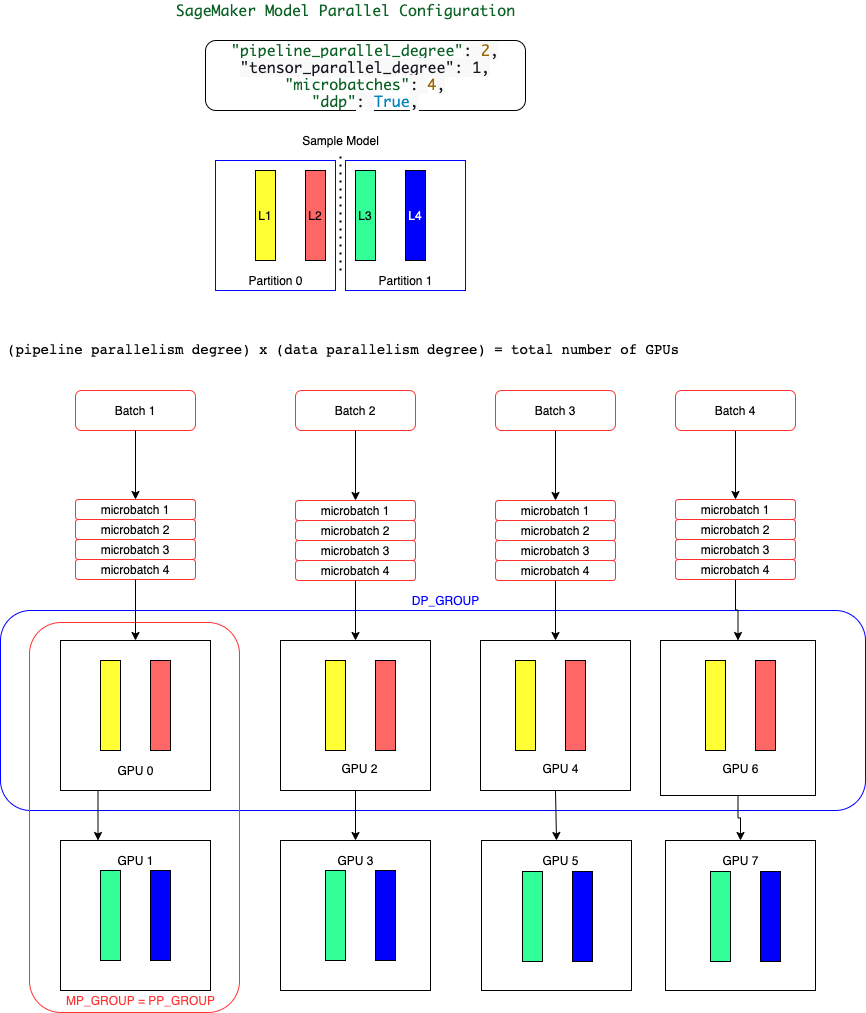 SageMaker Model Parallel Configuration
"pipeline_parallel_degree": 2,
"tensor_parallel_degree": 1,
"microbatches": 4,
"ddp": True,
Sample Model
L1 L2 L3 L4
Partition 0 Partition 1
(pipeline parallelism degree) x (data parallelism degree) = total number of GPUs
Batch 1 Batch 2 Batch 3 Batch 4
microbatch 1 microbatch 1 microbatch 1 microbatch 1
microbatch 2 microbatch 2 microbatch 2 microbatch 2
microbatch 3 microbatch 3 microbatch 3 microbatch 3
microbatch 4 microbatch 4 microbatch 4 microbatch 4
DP_GROUP
GPU 0 GPU 2 GPU 4 GPU 6
GPU 1 GPU 3 GPU 5 GPU 7
MP_GROUP = PP_GROUP